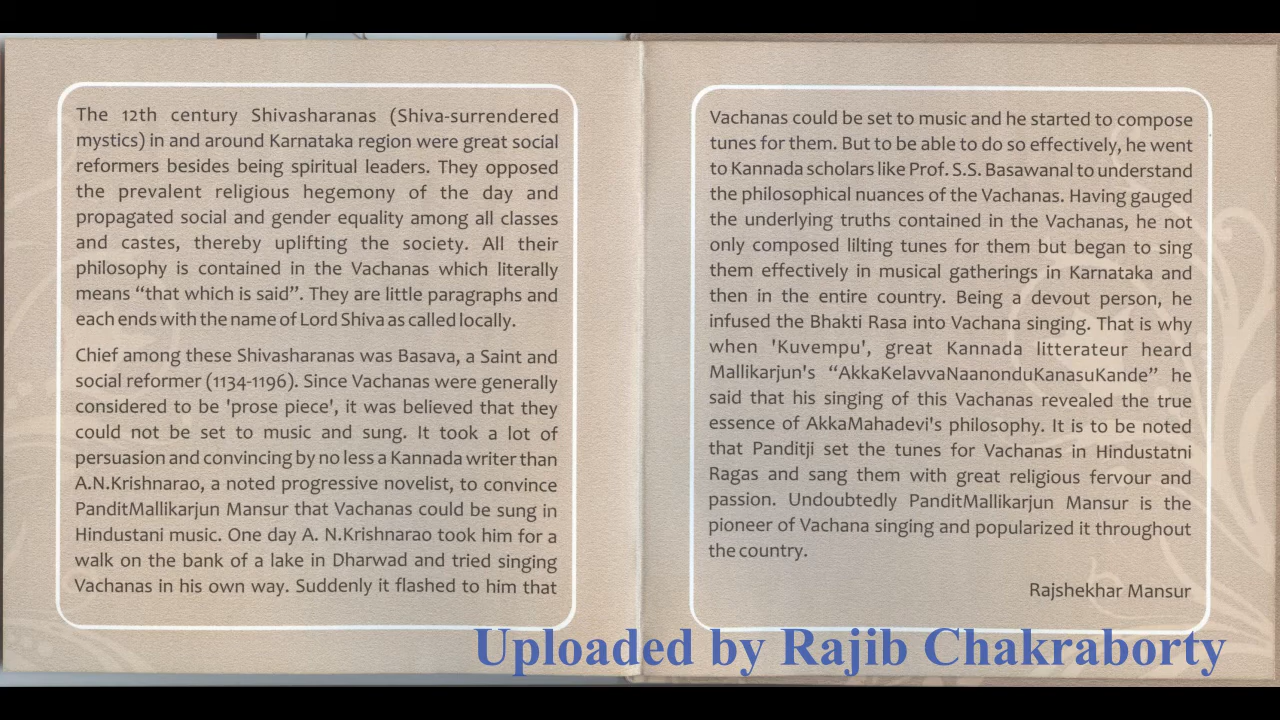 The 12th century Shivasharanas (Shiva-surrendered
mystics) in and around Karnataka region were great social
reformers besides being spiritual leaders. They opposed
the prevalent religious hegemony of the day and
propagated social and gender equality among all classes
and castes, thereby uplifting the society. All their
philosophy is contained in the Vachanas which literally
means “that which is said”. They are little paragraphs and
each ends with the name of Lord Shiva as called locally.
Chief among these Shivasharanas was Basava, a Saint and
social reformer (1134-1196). Since Vachanas were generally
considered to be 'prose piece', it was believed that they
could not be set to music and sung. It took a lot of
persuasion and convincing by no less a Kannada writer than
A.N.Krishnarao, a noted progressive novelist, to convince
PanditMallikarjun Mansur that Vachanas could be sung in
Hindustani music. One day A. N.Krishnarao took him for a
walk on the bank of a lake in Dharwad and tried singing
Vachanas in his own way. Suddenly it flashed to him that
Vachanas could be set to music and he started to compose
tunes for them. But to be able to do so effectively, he went
to Kannada scholars like Prof. S.S. Basawanal to understand
the philosophical nuances of the Vachanas. Having gauged
the underlying truths contained in the Vachanas, he not
only composed lilting tunes for them but began to sing
them effectively in musical gatherings in Karnataka and
then in the entire country. Being a devout person, he
infused the Bhakti Rasa into Vachana singing. That is why
when 'Kuvempu', great Kannada litterateur heard
Mallikarjun's “AkkaKelavvaNaanonduKanasuKande” he
said that his singing of this Vachanas revealed the true
essence of AkkaMahadevi's philosophy. It is to be noted
that Panditji set the tunes for Vachanas in Hindustatni
Ragas and sang them with great religious fervour and
passion. Undoubtedly PanditMallikarjun Mansur is the
pioneer of Vachana singing and popularized it throughout
the country.
Rajshekhar Mansur
Uploaded by Rajib Chakraborty